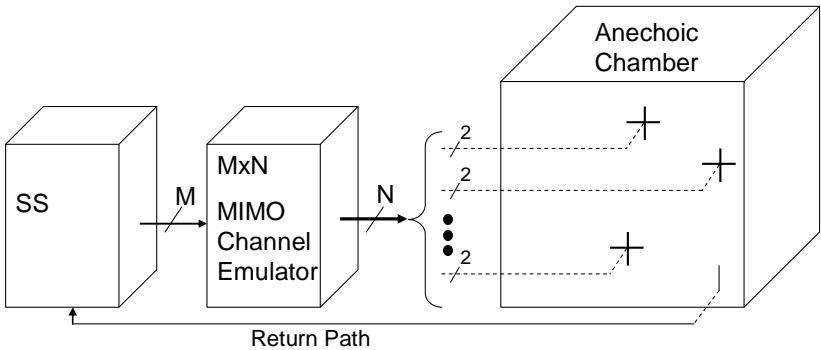 Anechoic
Chamber
SS
M
MxN
MIMO
Channel
Emulator
N
2
2
2
Return Path